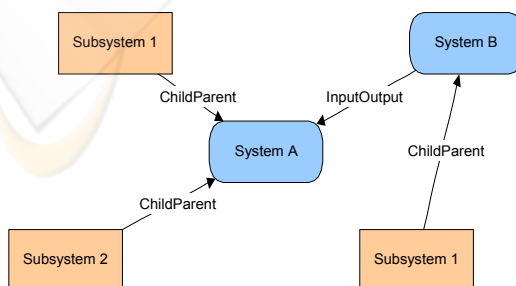 Subsystem 1
System B
ChildParent
InputOutput
System A
ChildParent
ChildParent
Subsystem 2
Subsystem 1